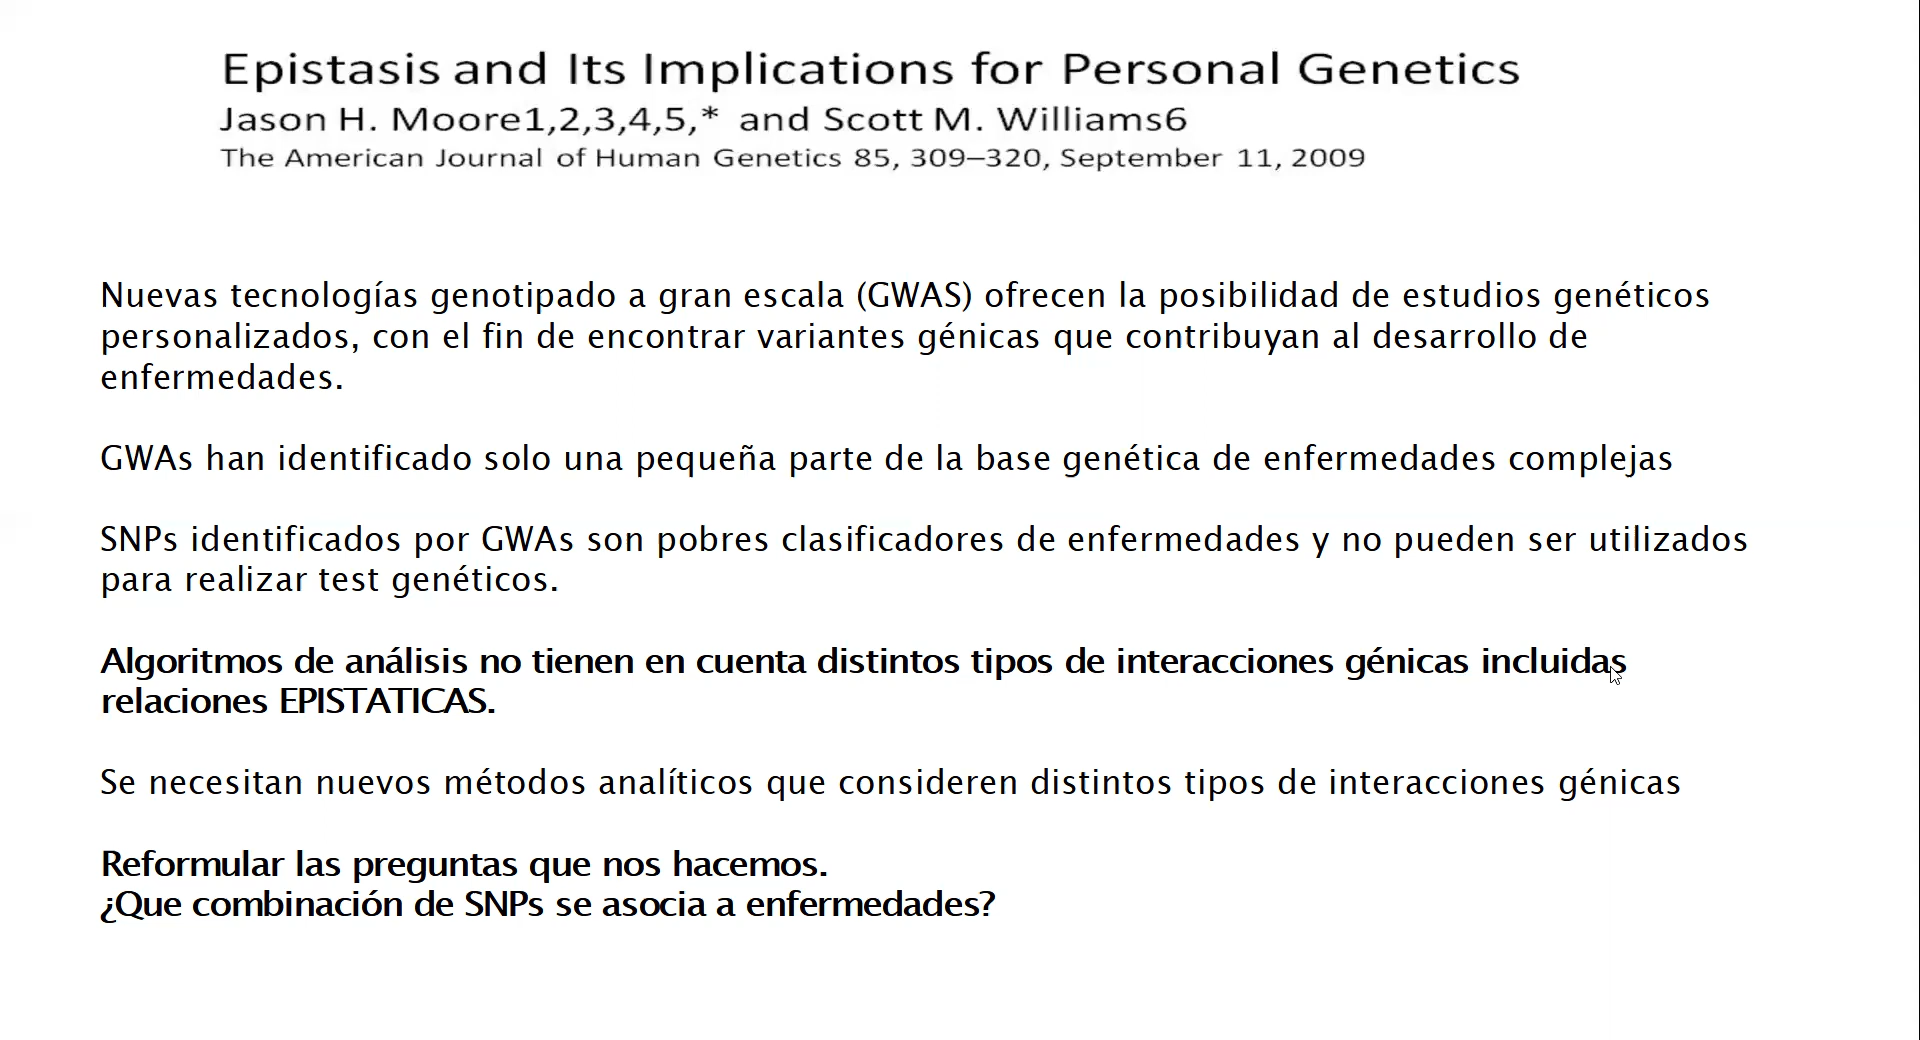 Epistasis and Its Implications for Personal Genetics
Jason H. Moore1,2,3,4,5,* and Scott M. Williams6
The American Journal of Human Genetics 85, 309–320, September 11, 2009
Nuevas tecnologías genotipado a gran escala (GWAS) ofrecen la posibilidad de estudios genéticos
personalizados, con el fin de encontrar variantes génicas que contribuyan al desarrollo de
enfermedades.
GWAs han identificado solo una pequeña parte de la base genética de enfermedades complejas
SNPs identificados por GWAs son pobres clasificadores de enfermedades y no pueden ser utilizados
para realizar test genéticos.
Algoritmos de análisis no tienen en cuenta distintos tipos de interacciones génicas incluidas
relaciones EPISTATICAS.
Se necesitan nuevos métodos analíticos que consideren distintos tipos de interacciones génicas
Reformular las preguntas que nos hacemos.
¿Que combinación de SNPs se asocia a enfermedades?